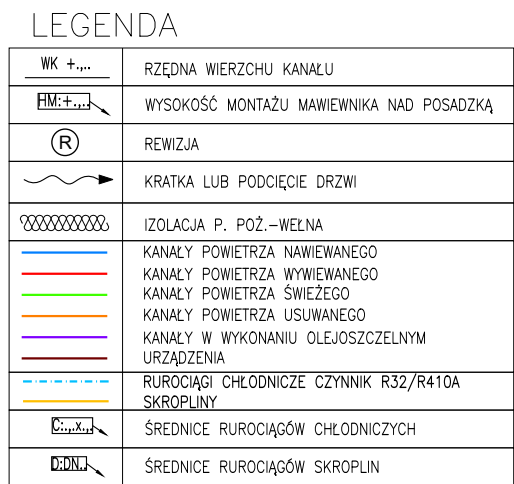 LEGENDA
WK +.,.. RZĘDNA WIERZCHU KANAŁU
HM:+.,.. WYSOKOŚĆ MONTAŻU MAWIEWNIKA NAD POSADZKĄ
R REWIZJA
KRATKA LUB PODCIĘCIE DRZWI
IZOLACJA P. POŻ.-WEŁNA
KANAŁY POWIETRZA NAWIEWANEGO
KANAŁY POWIETRZA WYWIEWANEGO
KANAŁY POWIETRZA ŚWIEŻEGO
KANAŁY POWIETRZA USUWANEGO
KANAŁY W WYKONANIU OLEJOSZCZELNYM
URZĄDZENIA
RUROCIĄGI CHŁODNICZE CZYNNIK R32/R410A
SKROPLINY
C:.,.x.,. ŚREDNICE RUROCIĄGÓW CHŁODNICZYCH
D:DN.. ŚREDNICE RUROCIĄGÓW SKROPLIN